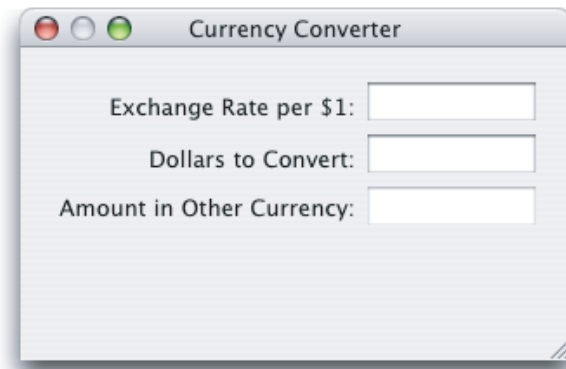 Currency Converter
Exchange Rate per $1:
Dollars to Convert:
Amount in Other Currency: